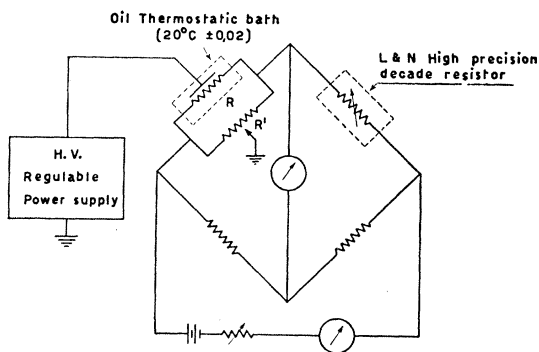 Oil Thermostatic bath
(20°C ±0,02)
L & N High precision
decade resistor
R
R'
H. V.
Regulable
Power supply